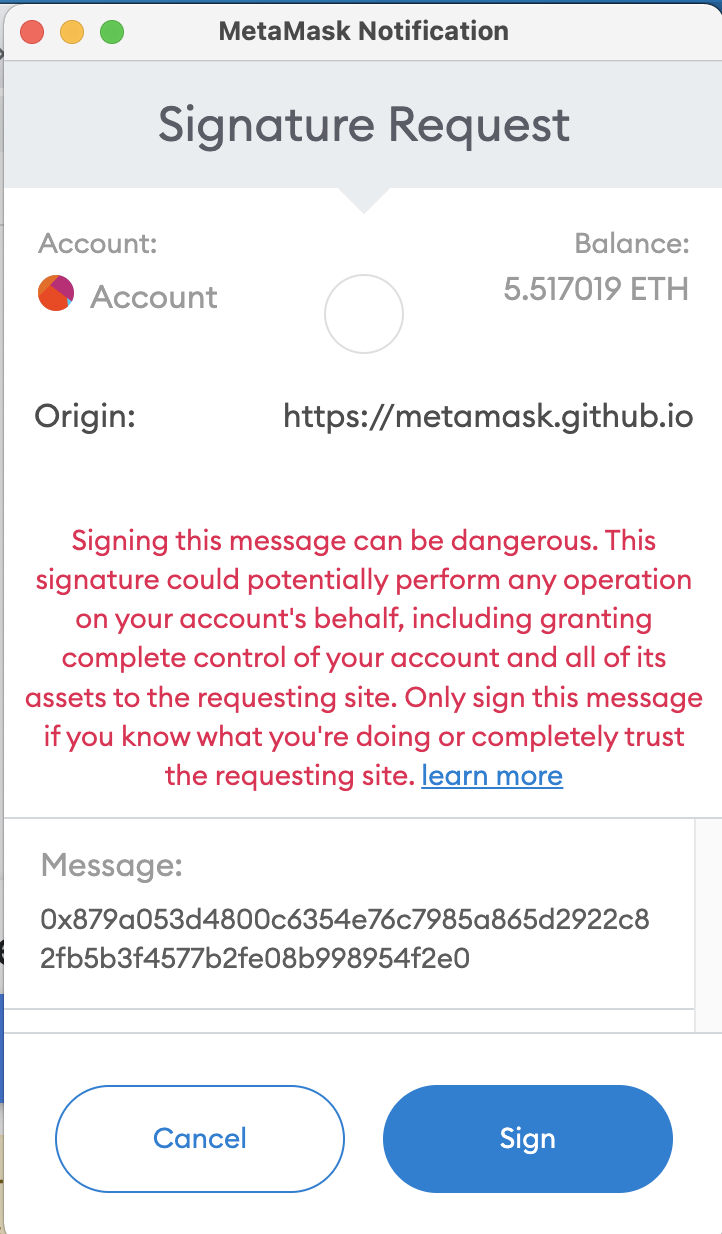 MetaMask Notification
Signature Request
Account:
Balance:
Account
5.517019 ETH
Origin:
https://metamask.github.io
Signing this message can be dangerous. This
signature could potentially perform any operation
on your account's behalf, including granting
complete control of your account and all of its
assets to the requesting site. Only sign this message
if you know what you're doing or completely trust
the requesting site. learn more
Message:
0x879a053d4800c6354e76c7985a865d2922c8
2fb5b3f4577b2fe08b998954f2e0
Cancel
Sign